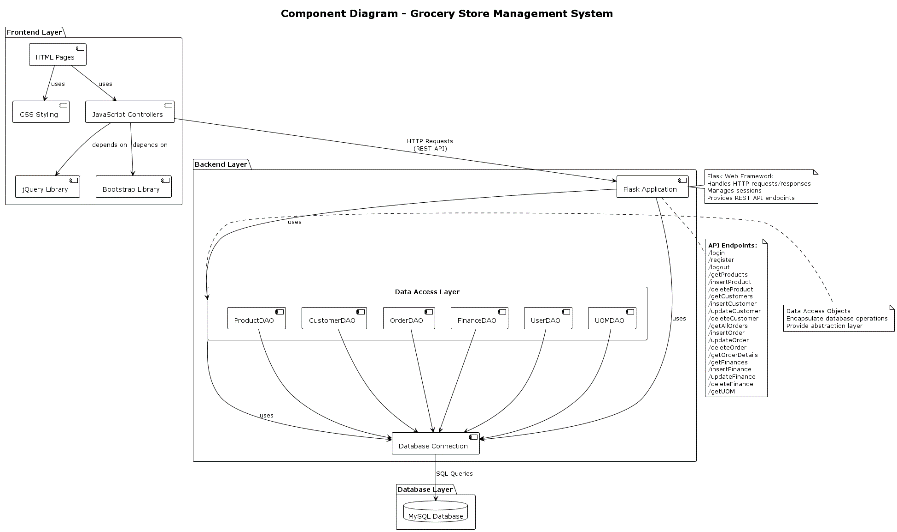 Component Diagram - Grocery Store Management System
Frontend Layer
HTML Pages
uses
uses
CSS Styling
JavaScript Controllers
depends on
depends on
jQuery Library
Bootstrap Library
HTTP Requests
(REST API)
Backend Layer
Flask Application
Flask Web Framework:
Handles HTTP requests/responses
Manages sessions
Provides REST API endpoints
uses
API Endpoints:
/login
/register
/logout
/getProducts
/insertProduct
/deleteProduct
/getCustomers
/insertCustomer
/updateCustomer
/deleteCustomer
/getAllOrders
/insertOrder
/updateOrder
/deleteOrder
/getOrderDetails
/getFinances
/insertFinance
/updateFinance
/deleteFinance
/getUOM
Data Access Objects
Encapsulate database operations
Provide abstraction layer
Data Access Layer
ProductDAO
CustomerDAO
OrderDAO
FinanceDAO
UserDAO
UOMDAO
uses
uses
Database Connection
SQL Queries
Database Layer
MySQL Database